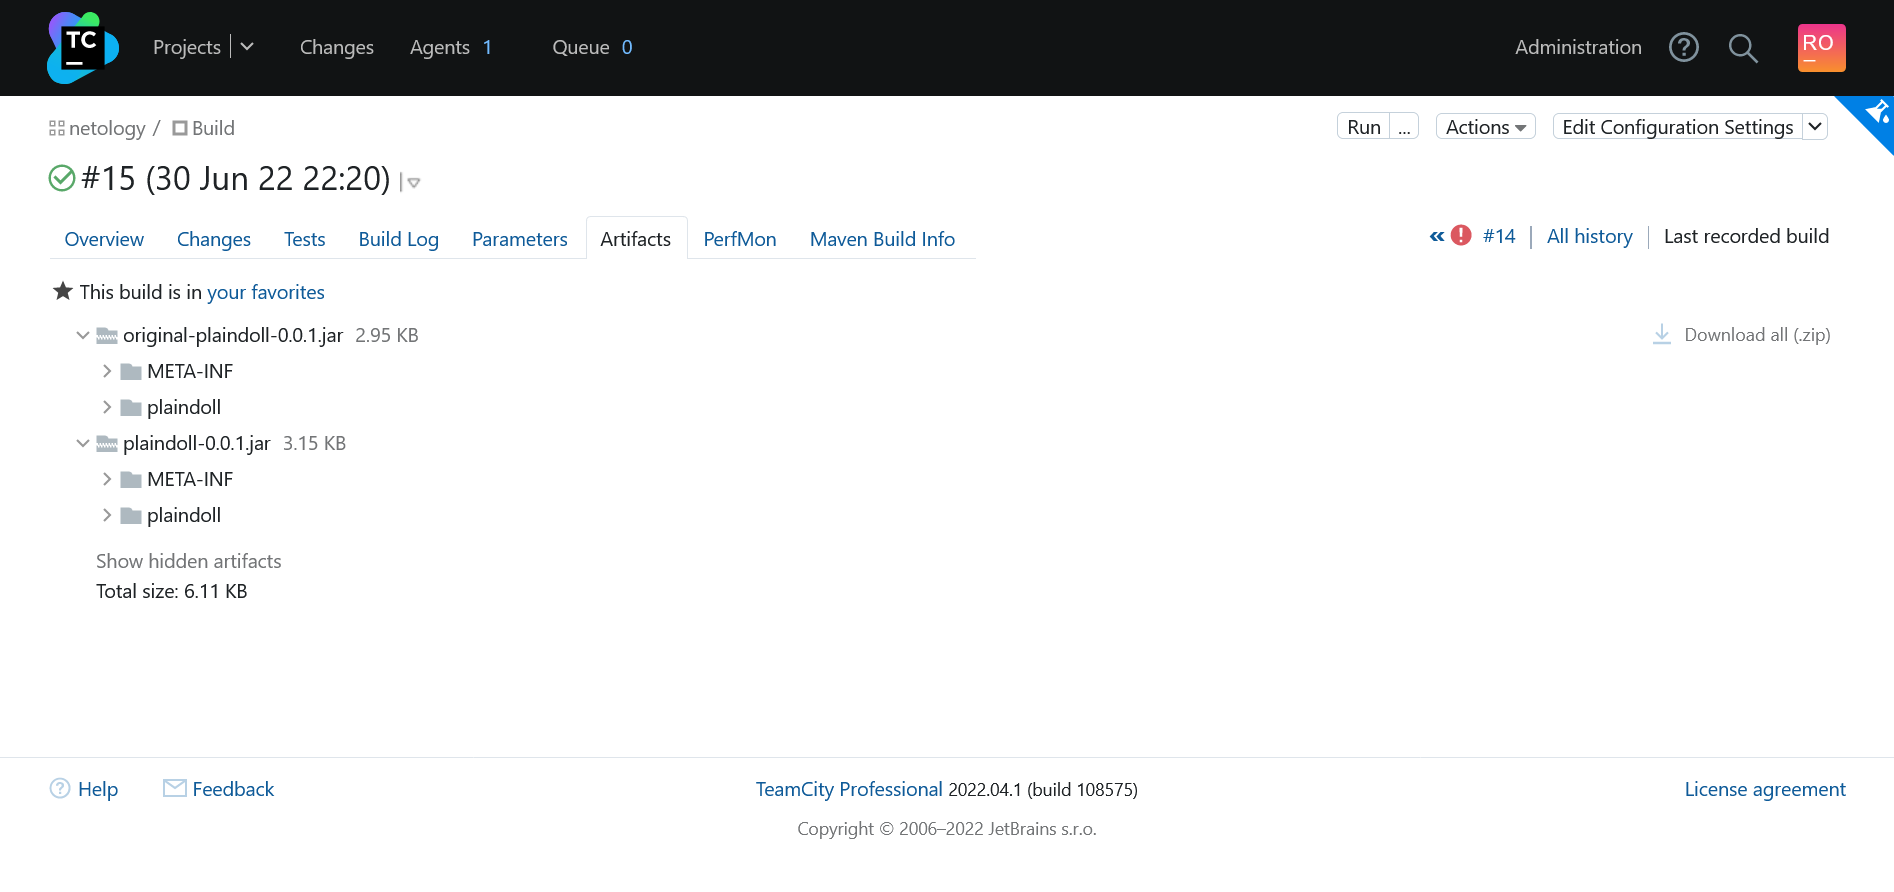 TC Projects Changes Agents 1 Queue 0 Administration ? RO
netology / Build Run ... Actions Edit Configuration Settings
#15 (30 Jun 22 22:20)
Overview Changes Tests Build Log Parameters Artifacts PerfMon Maven Build Info « ! #14 | All history | Last recorded build
This build is in your favorites
original-plaindoll-0.0.1.jar 2.95 KB Download all (.zip)
META-INF
plaindoll
plaindoll-0.0.1.jar 3.15 KB
META-INF
plaindoll
Show hidden artifacts
Total size: 6.11 KB
? Help Feedback TeamCity Professional 2022.04.1 (build 108575) License agreement
Copyright © 2006–2022 JetBrains s.r.o.